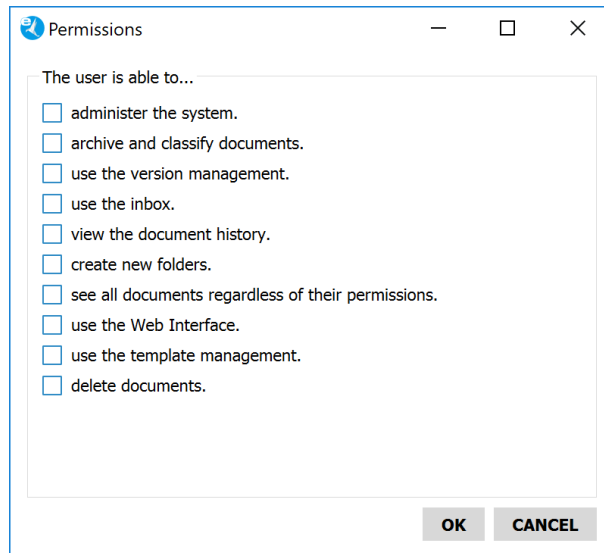 Permissions
The user is able to...
administer the system.
archive and classify documents.
use the version management.
use the inbox.
view the document history.
create new folders.
see all documents regardless of their permissions.
use the Web Interface.
use the template management.
delete documents.
OK CANCEL